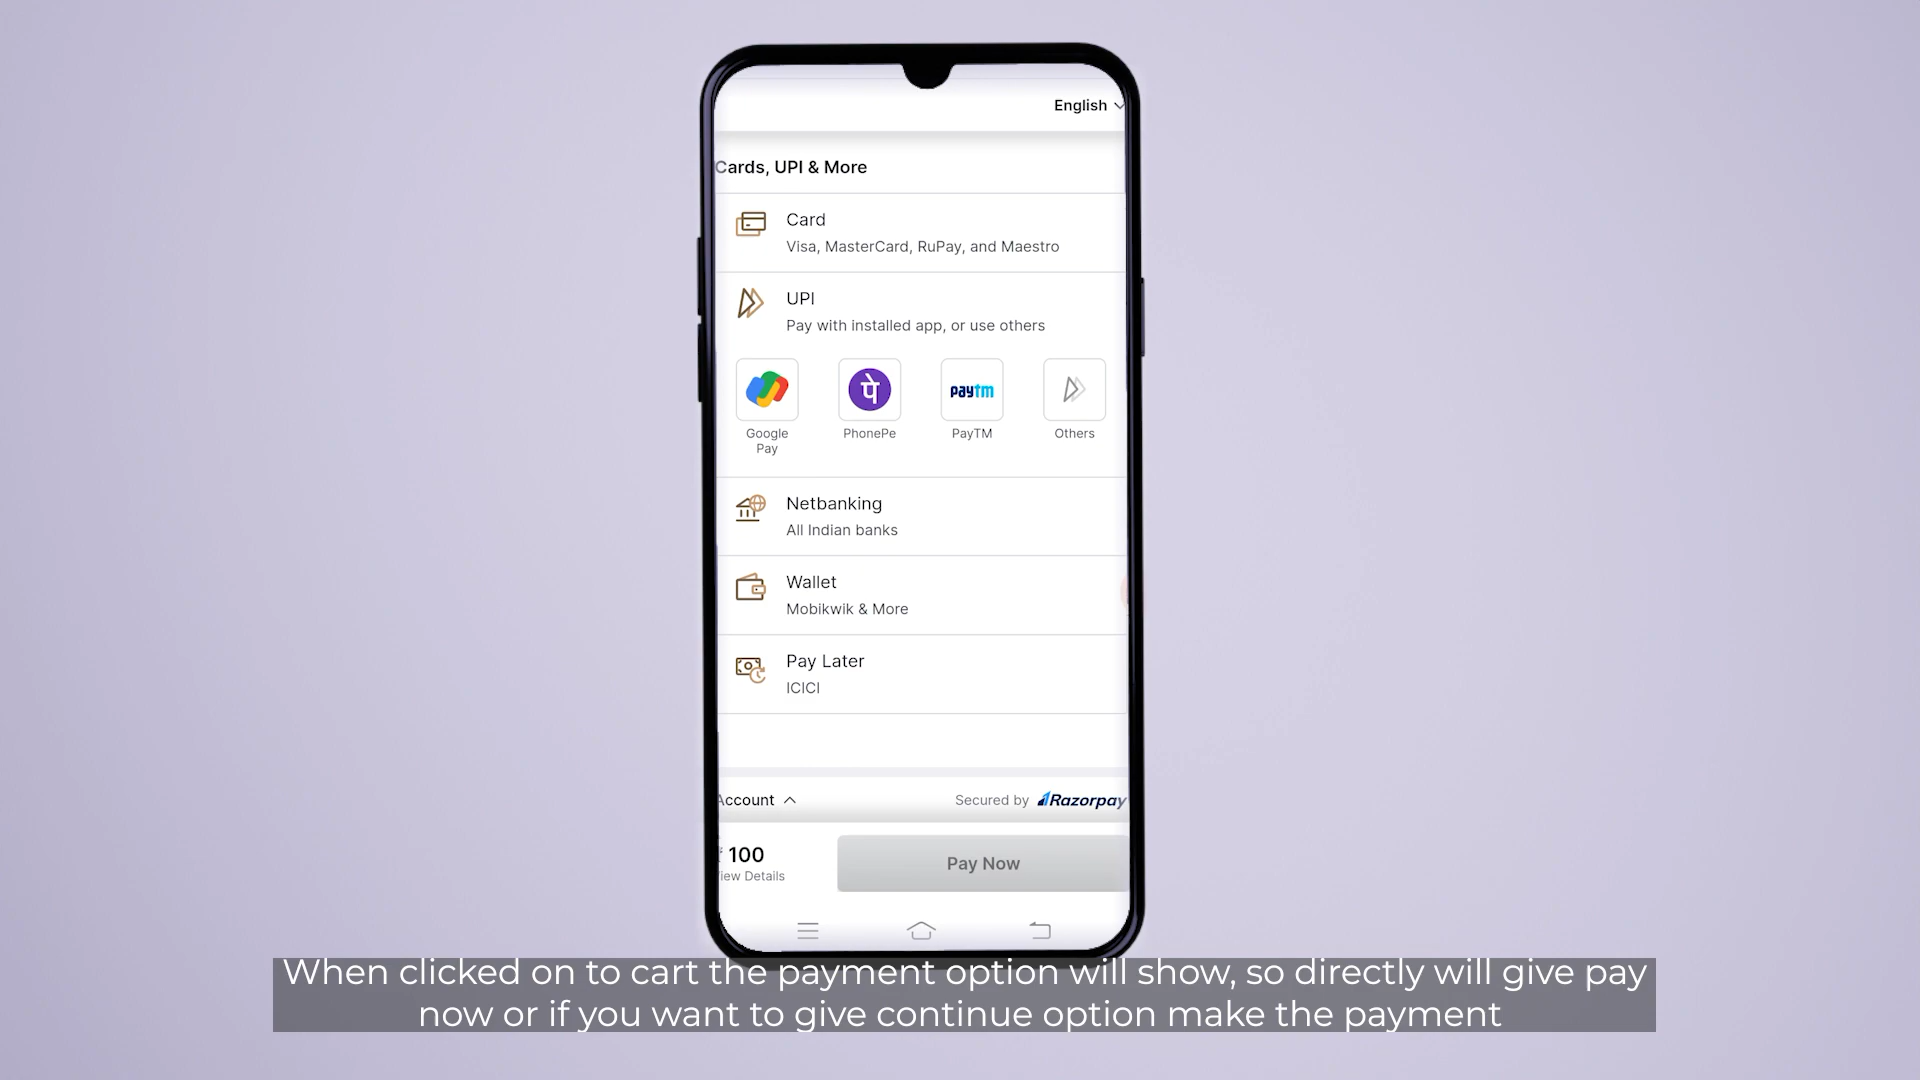 English
Cards, UPI & More
Card
Visa, MasterCard, RuPay, and Maestro
UPI
Pay with installed app, or use others
पे
paytm
Google
Pay
PhonePe
PayTM
Others
Netbanking
All Indian banks
Wallet
Mobikwik & More
Pay Later
ICICI
Account
Secured by Razorpay
100
View Details
Pay Now
When clicked on to cart the payment option will show, so directly will give pay
now or if you want to give continue option make the payment